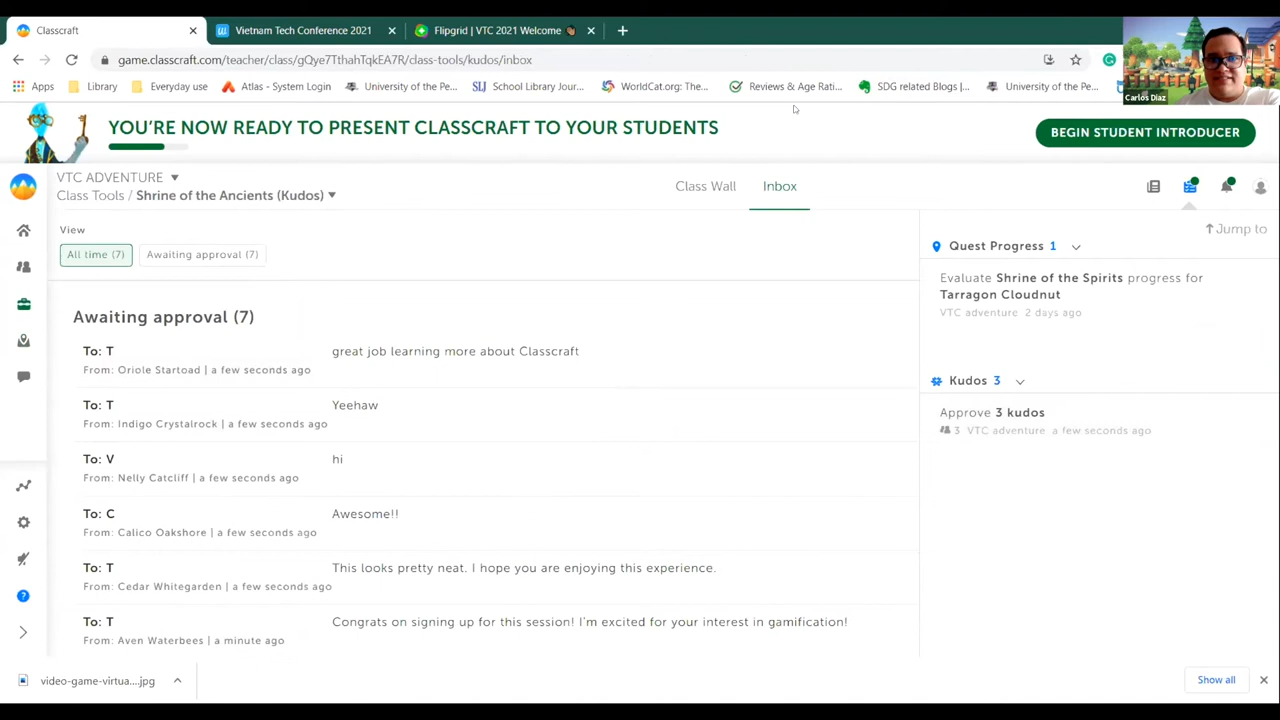 Classcraft
Vietnam Tech Conference 2021
Flipgrid | VTC 2021 Welcome
game.classcraft.com/teacher/class/gQye7TthahTqkEA7R/class-tools/kudos/inbox
Apps
Library
Everyday use
Atlas - System Login
University of the Pe...
School Library Jour...
WorldCat.org: The...
Reviews & Age Rati...
SDG related Blogs |...
University of the Pe...
Carlos Diaz
YOU'RE NOW READY TO PRESENT CLASSCRAFT TO YOUR STUDENTS
BEGIN STUDENT INTRODUCER
VTC ADVENTURE
Class Tools / Shrine of the Ancients (Kudos)
Class Wall
Inbox
View
All time (7)
Awaiting approval (7)
Awaiting approval (7)
To: T
great job learning more about Classcraft
From: Oriole Startoad | a few seconds ago
To: T
Yeehaw
From: Indigo Crystalrock | a few seconds ago
To: V
hi
From: Nelly Catcliff | a few seconds ago
To: C
Awesome!!
From: Calico Oakshore | a few seconds ago
To: T
This looks pretty neat. I hope you are enjoying this experience.
From: Cedar Whitegarden | a few seconds ago
To: T
Congrats on signing up for this session! I'm excited for your interest in gamification!
From: Aven Waterbees | a minute ago
Jump to
Quest Progress 1
Evaluate Shrine of the Spirits progress for
Tarragon Cloudnut
VTC adventure 2 days ago
Kudos 3
Approve 3 kudos
3 VTC adventure a few seconds ago
video-game-virtua....jpg
Show all